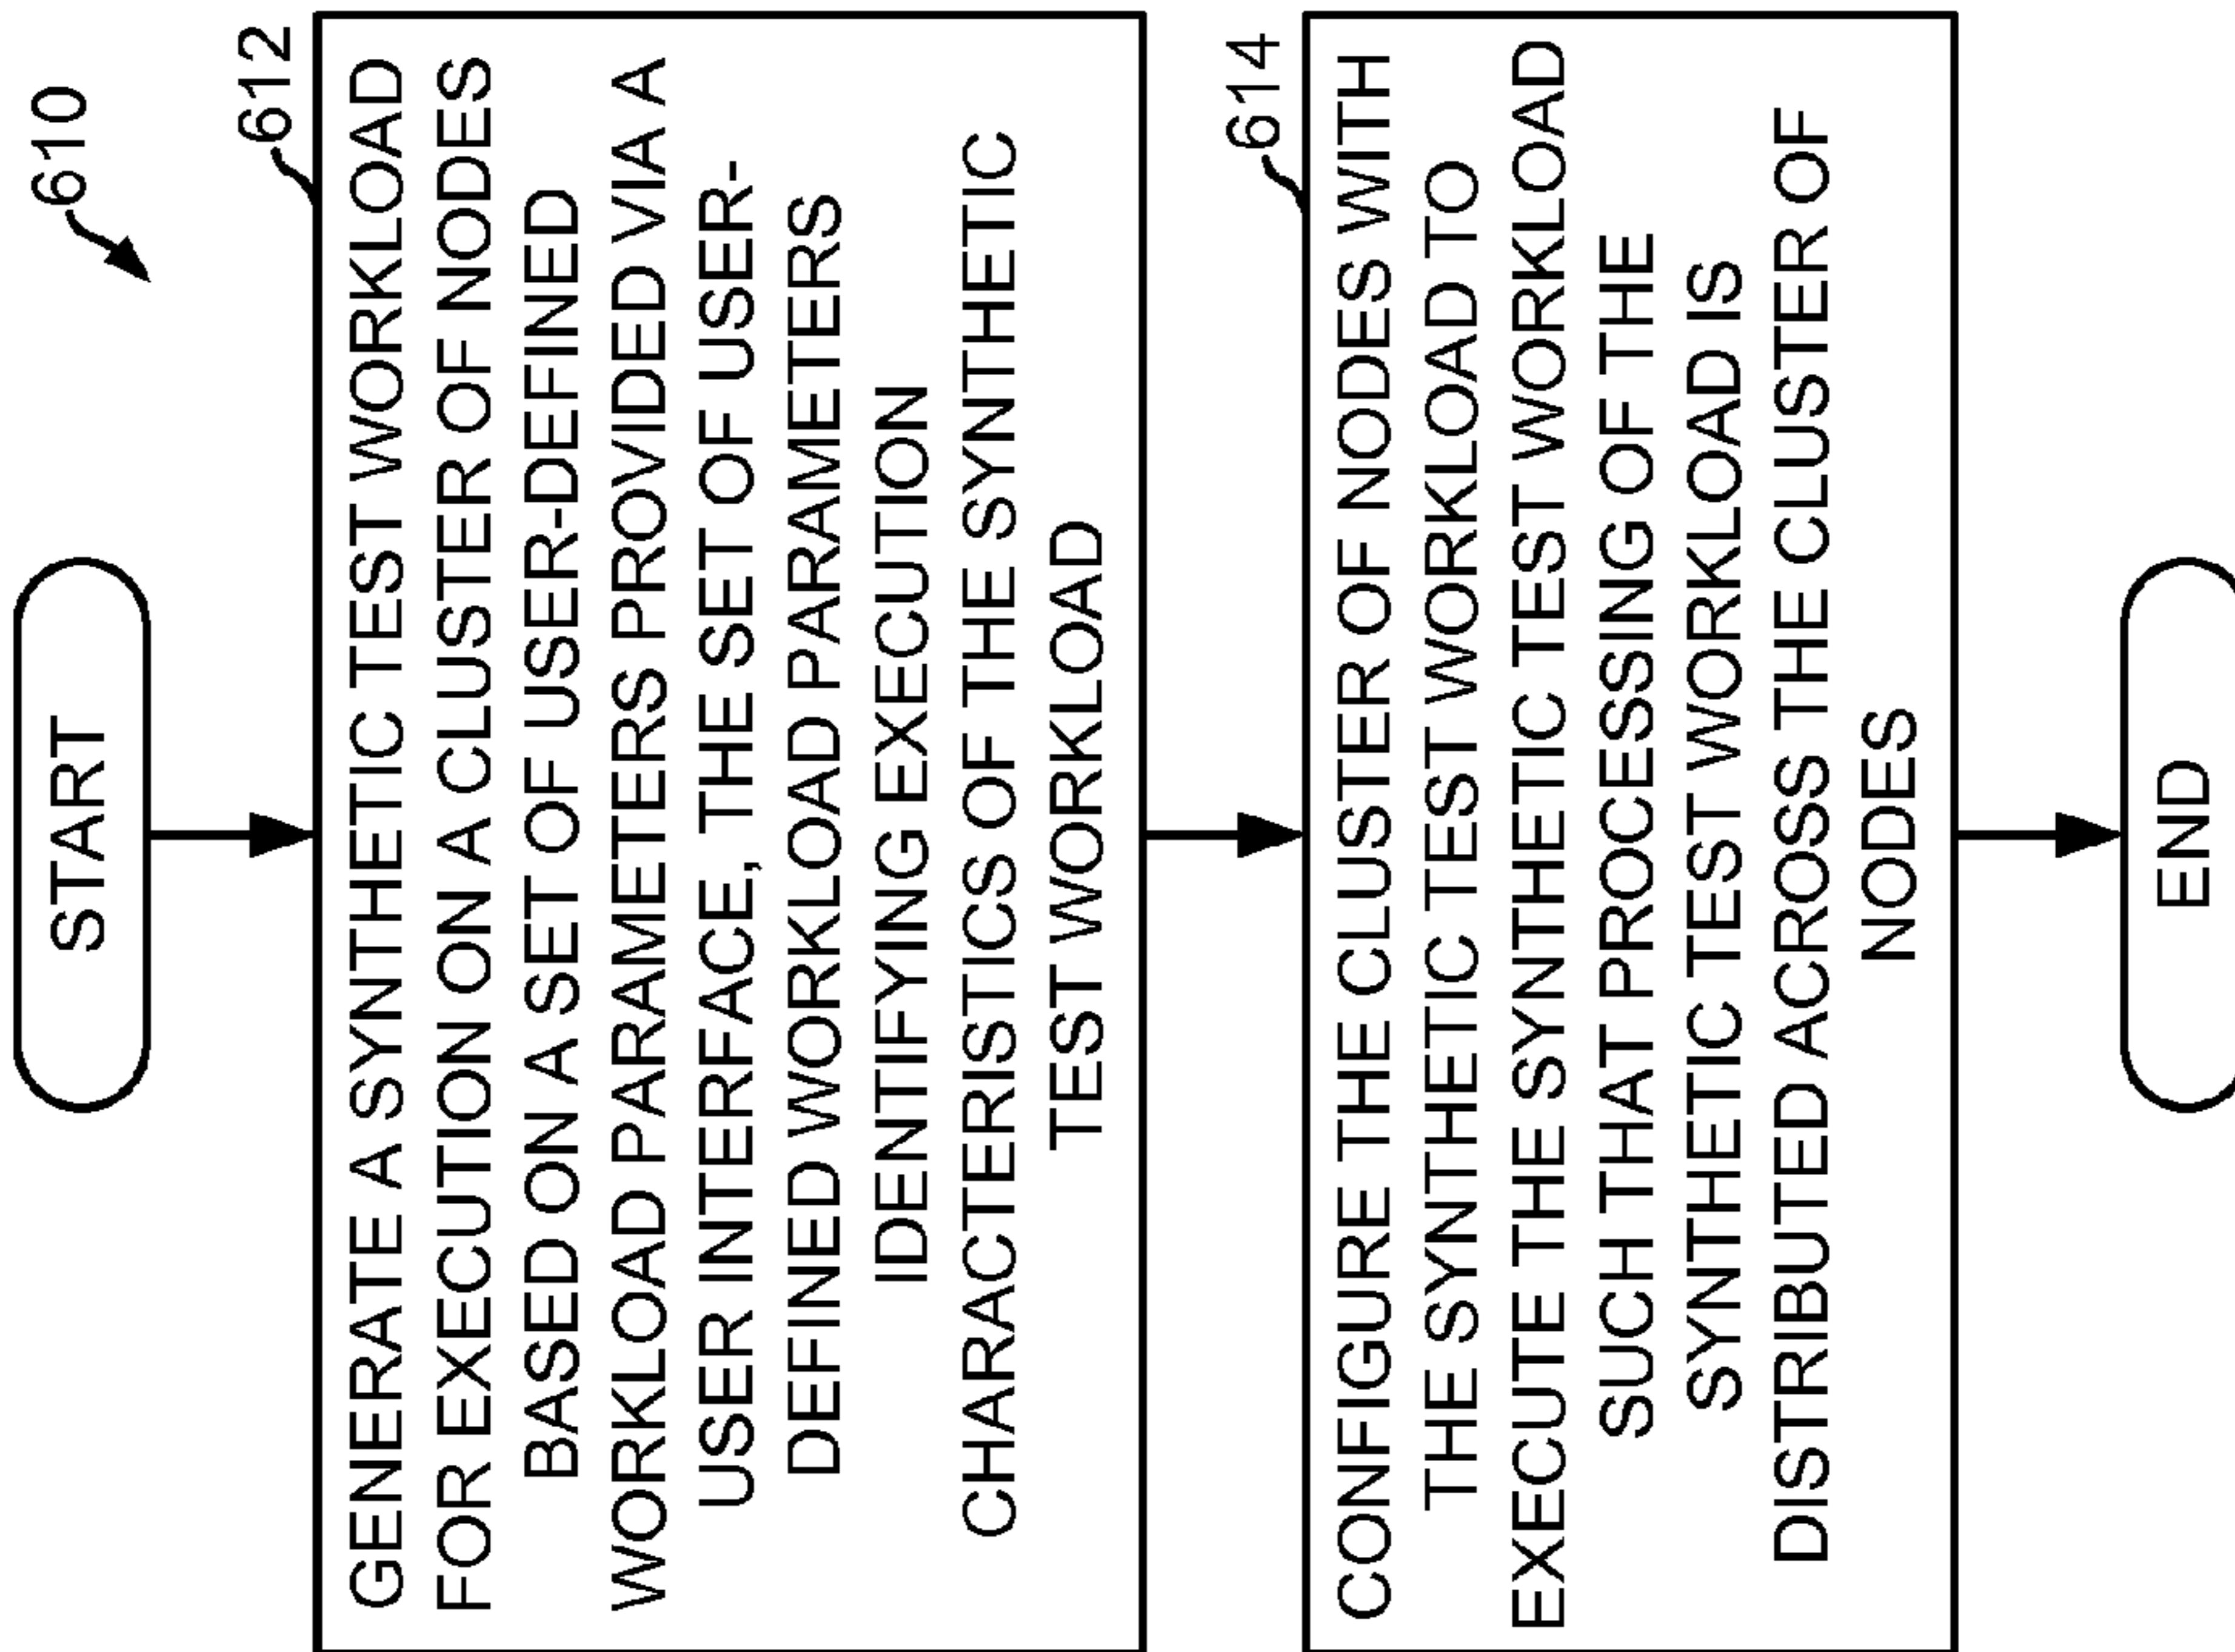 610
START
612
GENERATE A SYNTHETIC TEST WORKLOAD
FOR EXECUTION ON A CLUSTER OF NODES
BASED ON A SET OF USER-DEFINED
WORKLOAD PARAMETERS PROVIDED VIA A
USER INTERFACE, THE SET OF USER-
DEFINED WORKLOAD PARAMETERS
IDENTIFYING EXECUTION
CHARACTERISTICS OF THE SYNTHETIC
TEST WORKLOAD
614
CONFIGURE THE CLUSTER OF NODES WITH
THE SYNTHETIC TEST WORKLOAD TO
EXECUTE THE SYNTHETIC TEST WORKLOAD
SUCH THAT PROCESSING OF THE
SYNTHETIC TEST WORKLOAD IS
DISTRIBUTED ACROSS THE CLUSTER OF
NODES
END